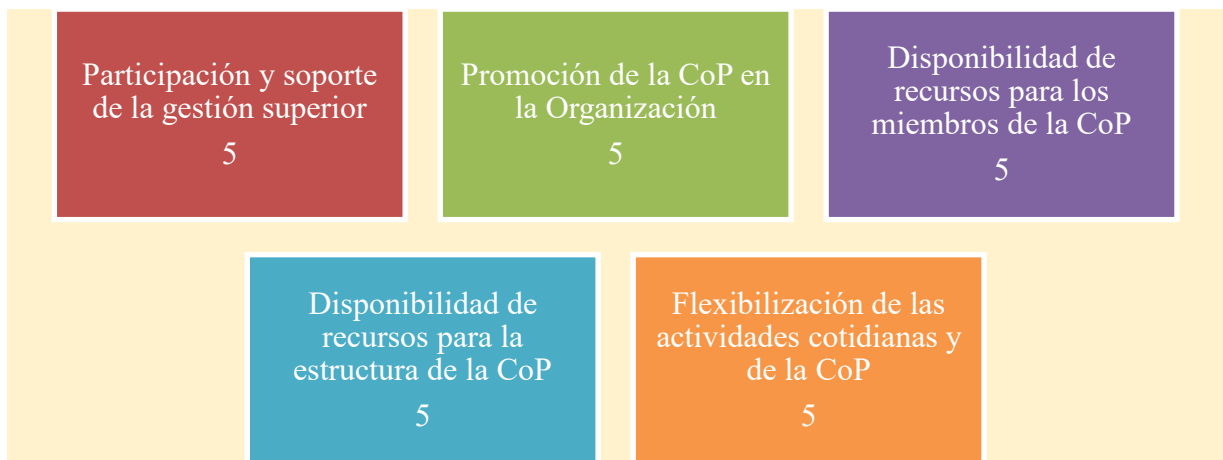 Participación y soporte
de la gestión superior
5
Promoción de la CoP en
la Organización
5
Disponibilidad de
recursos para los
miembros de la CoP
5
Disponibilidad de
recursos para la
estructura de la CoP
5
Flexibilización de las
actividades cotidianas y
de la CoP
5